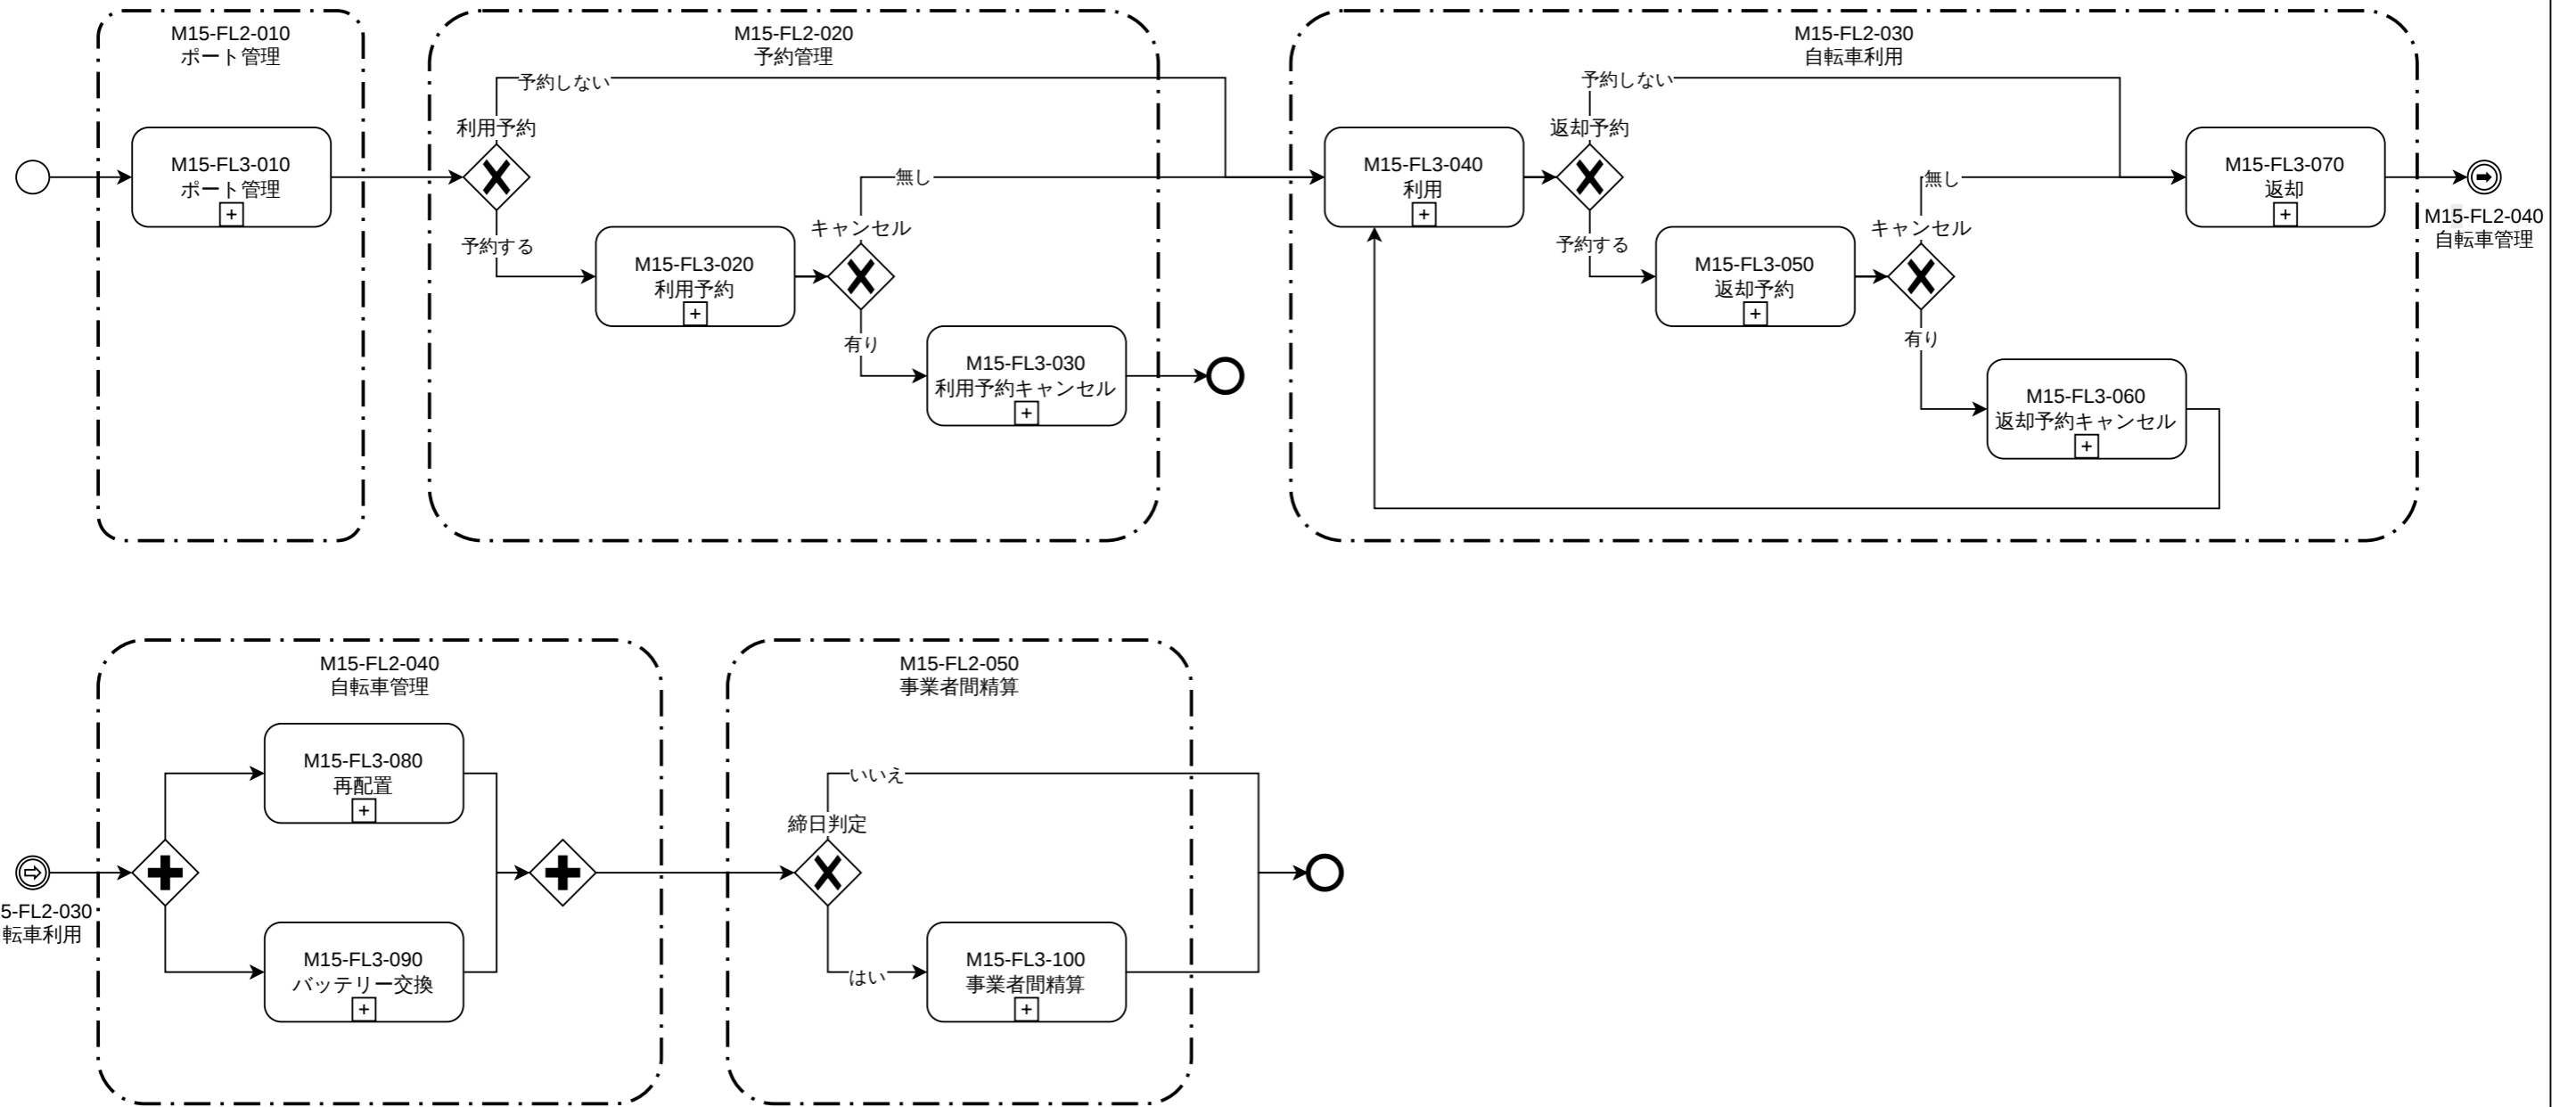 M15-FL2-010
ポート管理
M15-FL2-020
予約管理
M15-FL2-030
自転車利用
予約しない
予約しない
利用予約
返却予約
M15-FL3-010
ポート管理
無し
M15-FL3-040
利用
無し
M15-FL3-070
返却
M15-FL2-040
自転車管理
予約する
キャンセル
予約する
キャンセル
M15-FL3-020
利用予約
M15-FL3-050
返却予約
有り
有り
M15-FL3-030
利用予約キャンセル
M15-FL3-060
返却予約キャンセル
M15-FL2-040
自転車管理
M15-FL2-050
事業者間精算
M15-FL3-080
再配置
いいえ
締日判定
5-FL2-030
転車利用
M15-FL3-090
バッテリー交換
はい
M15-FL3-100
事業者間精算